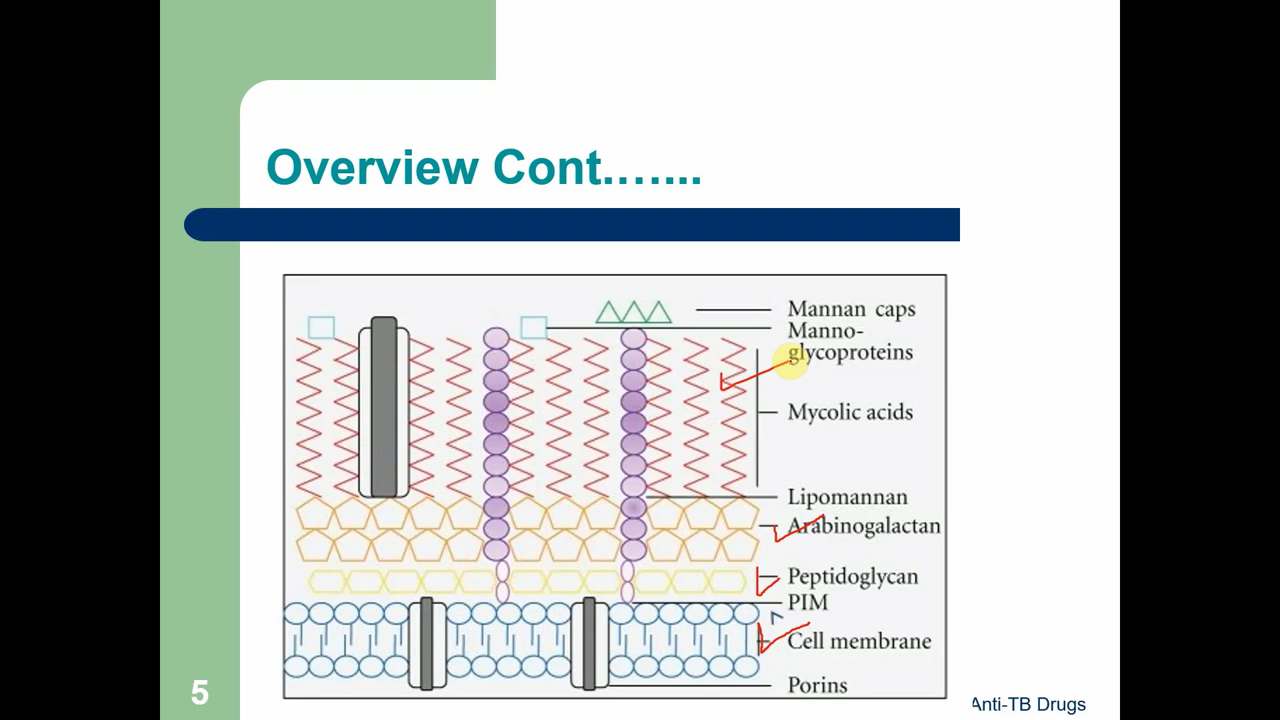 Overview Cont.…...
Mannan caps
Manno-
glycoproteins
Mycolic acids
Lipomannan
Arabinogalactan
Peptidoglycan
PIM
Cell membrane
Porins
5
Anti-TB Drugs